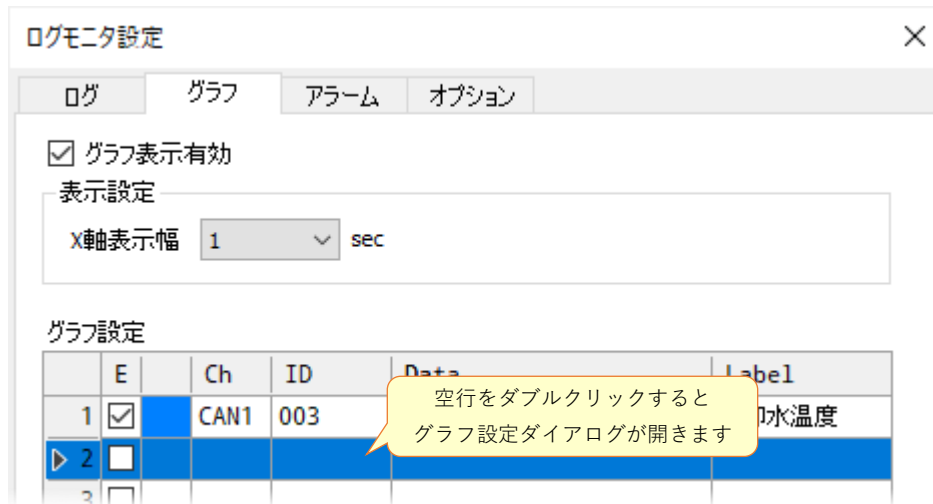 ログモニタ設定
ログ グラフ アラーム オプション
グラフ表示有効
表示設定
X軸表示幅 1 sec
グラフ設定
E Ch ID Data Label
1 CAN1 003 水温度
空行をダブルクリックすると
グラフ設定ダイアログが開きます
2
3